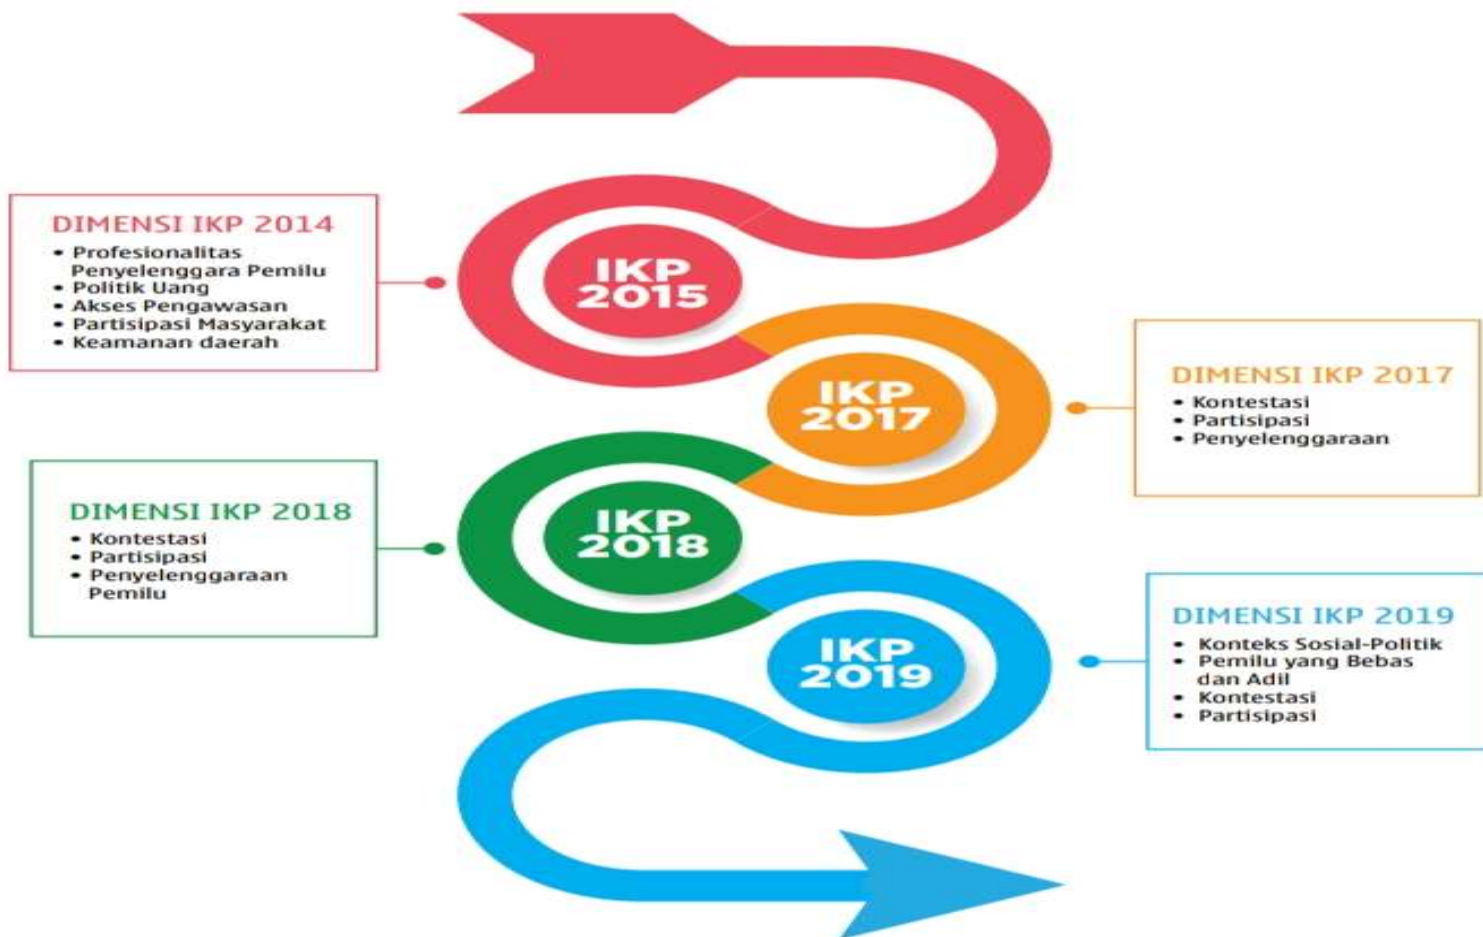 DIMENSI IKP 2014
• Profesionalitas
Penyelenggara Pemilu
• Politik Uang
• Akses Pengawasan
• Partisipasi Masyarakat
• Keamanan daerah
IKP
2015
IKP
2017
DIMENSI IKP 2017
• Kontestasi
• Partisipasi
• Penyelenggaraan
DIMENSI IKP 2018
• Kontestasi
• Partisipasi
• Penyelenggaraan
Pemilu
IKP
2018
IKP
2019
DIMENSI IKP 2019
• Konteks Sosial-Politik
• Pemilu yang Bebas
dan Adil
• Kontestasi
• Partisipasi